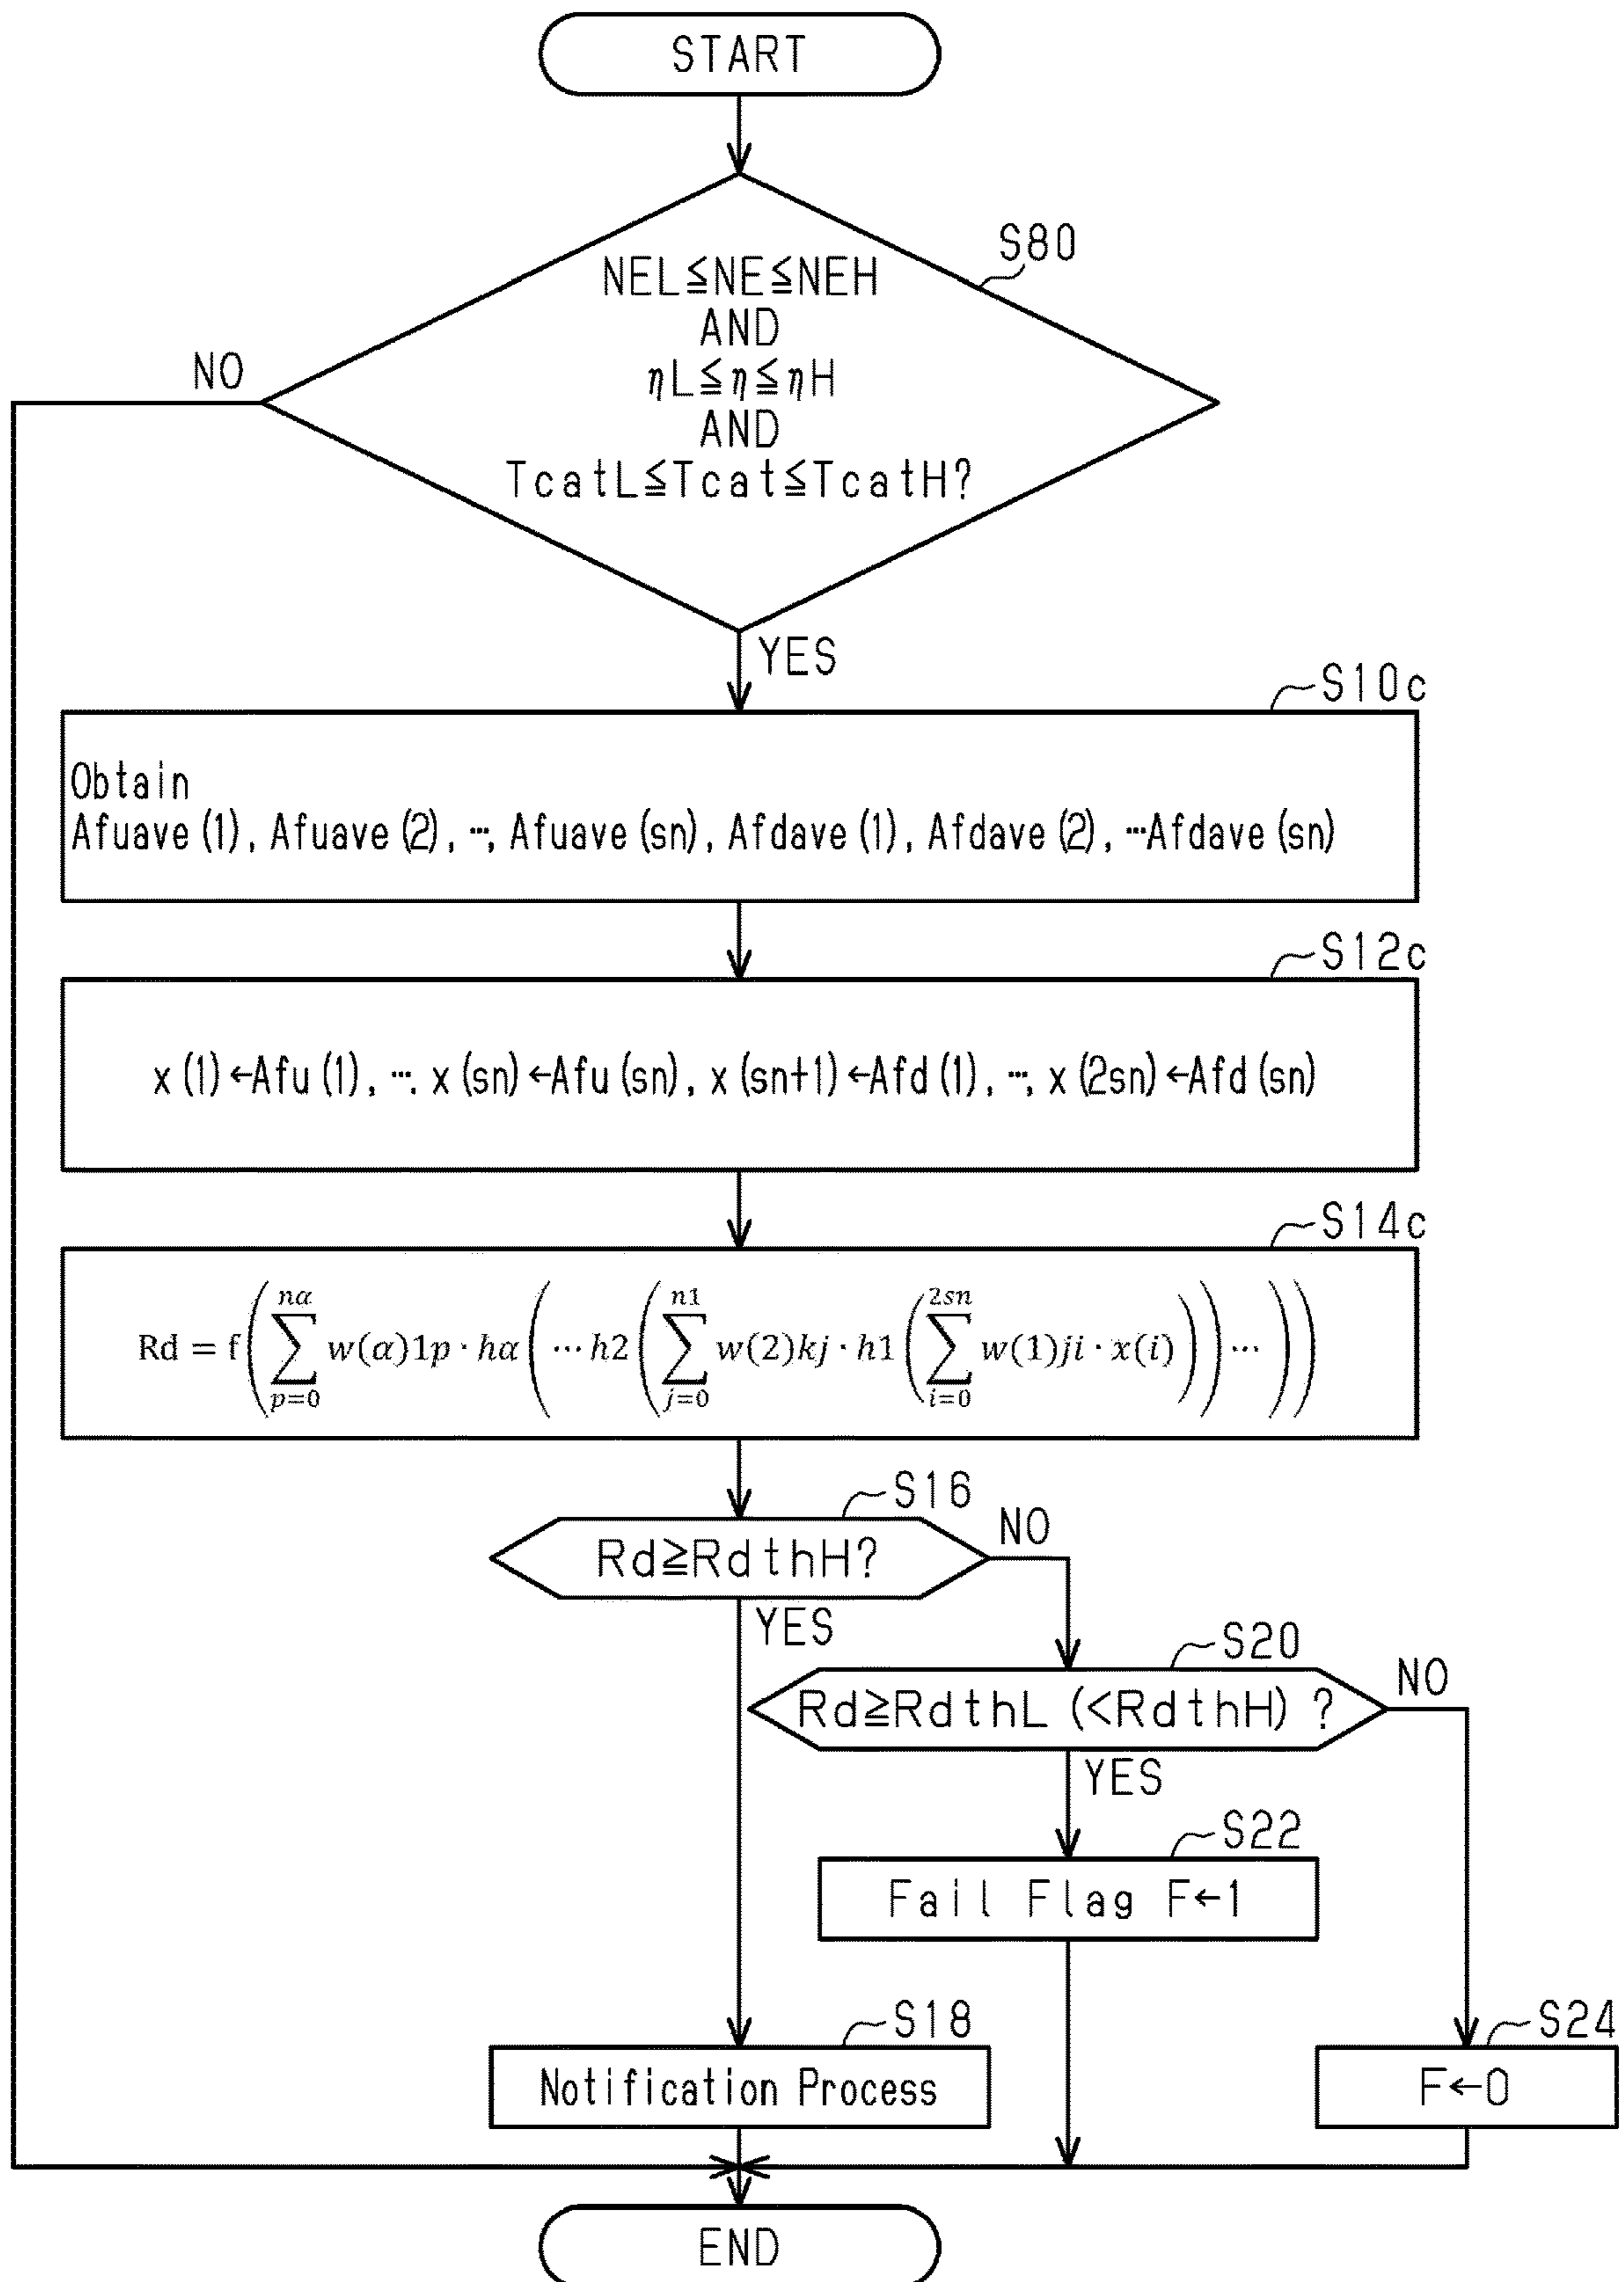 START
S80
NEL≦NE≦NEH
AND
ηL≦η≦ηH
AND
TcatL≦Tcat≦TcatH?
NO
YES
S10c
Obtain
Afuave(1), Afuave(2), …, Afuave(sn), Afdave(1), Afdave(2), …Afdave(sn)
S12c
x(1)←Afu(1), …, x(sn)←Afu(sn), x(sn+1)←Afd(1), …, x(2sn)←Afd(sn)
S14c
Rd = f(∑_{p=0}^{nα} w(α)1p · hα(⋯h2(∑_{j=0}^{n1} w(2)kj · h1(∑_{i=0}^{2sn} w(1)ji · x(i)))⋯))
S16
Rd≧RdthH?
NO
YES
S20
Rd≧RdthL (<RdthH) ?
NO
YES
S22
Fail Flag F←1
S18
Notification Process
S24
F←0
END